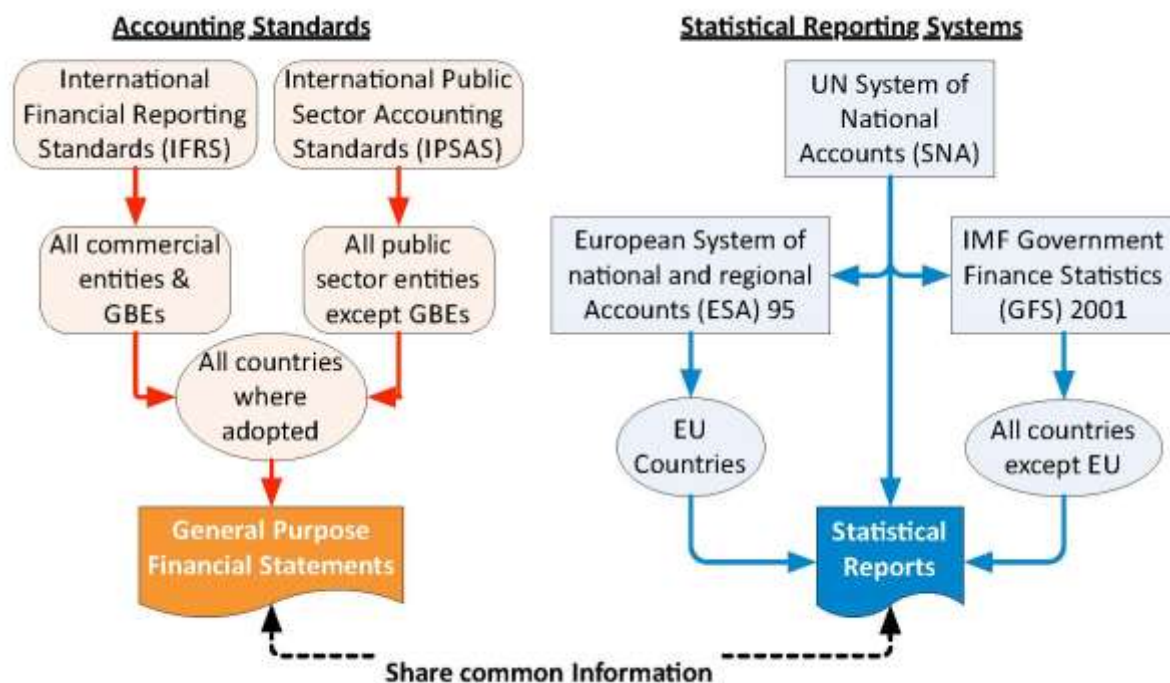 Accounting Standards
International
Financial Reporting
Standards (IFRS)
International Public
Sector Accounting
Standards (IPSAS)
All commercial
entities &
GBEs
All public
sector entities
except GBEs
All countries
where
adopted
General Purpose
Financial Statements
Statistical Reporting Systems
UN System of
National
Accounts (SNA)
European System of
national and regional
Accounts (ESA) 95
IMF Government
Finance Statistics
(GFS) 2001
EU
Countries
All countries
except EU
Statistical
Reports
Share common Information